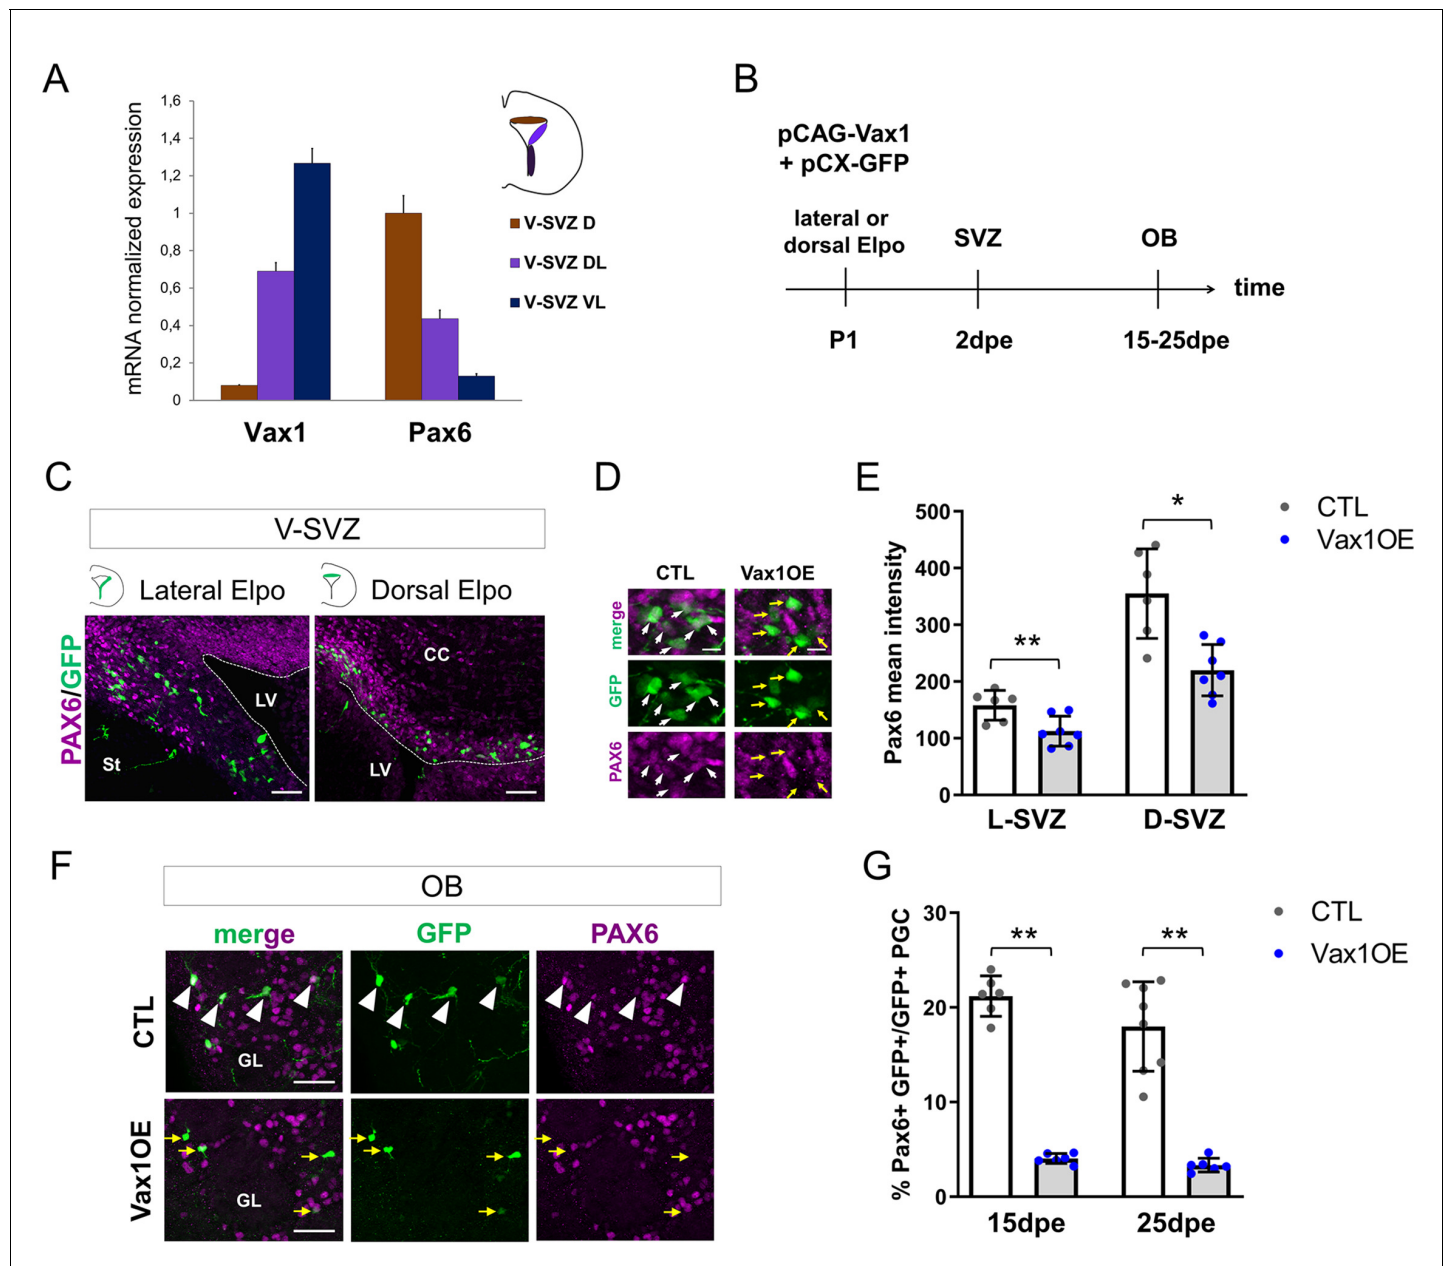 A
mRNA normalized expression
1,6
1,4
1,2
1
0,8
0,6
0,4
0,2
0
Vax1
Pax6
V-SVZ D
V-SVZ DL
V-SVZ VL
B
pCAG-Vax1
+ pCX-GFP
lateral or
dorsal Elpo
SVZ
OB
time
P1
2dpe
15-25dpe
C
V-SVZ
Lateral Elpo
Dorsal Elpo
PAX6/GFP
LV
St
CC
LV
D
CTL
Vax1OE
merge
GFP
PAX6
E
Pax6 mean intensity
500
400
300
200
100
0
**
*
L-SVZ
D-SVZ
CTL
Vax1OE
F
OB
merge
GFP
PAX6
CTL
GL
Vax1OE
GL
G
% Pax6+ GFP+/GFP+ PGC
30
20
10
0
**
**
15dpe
25dpe
CTL
Vax1OE